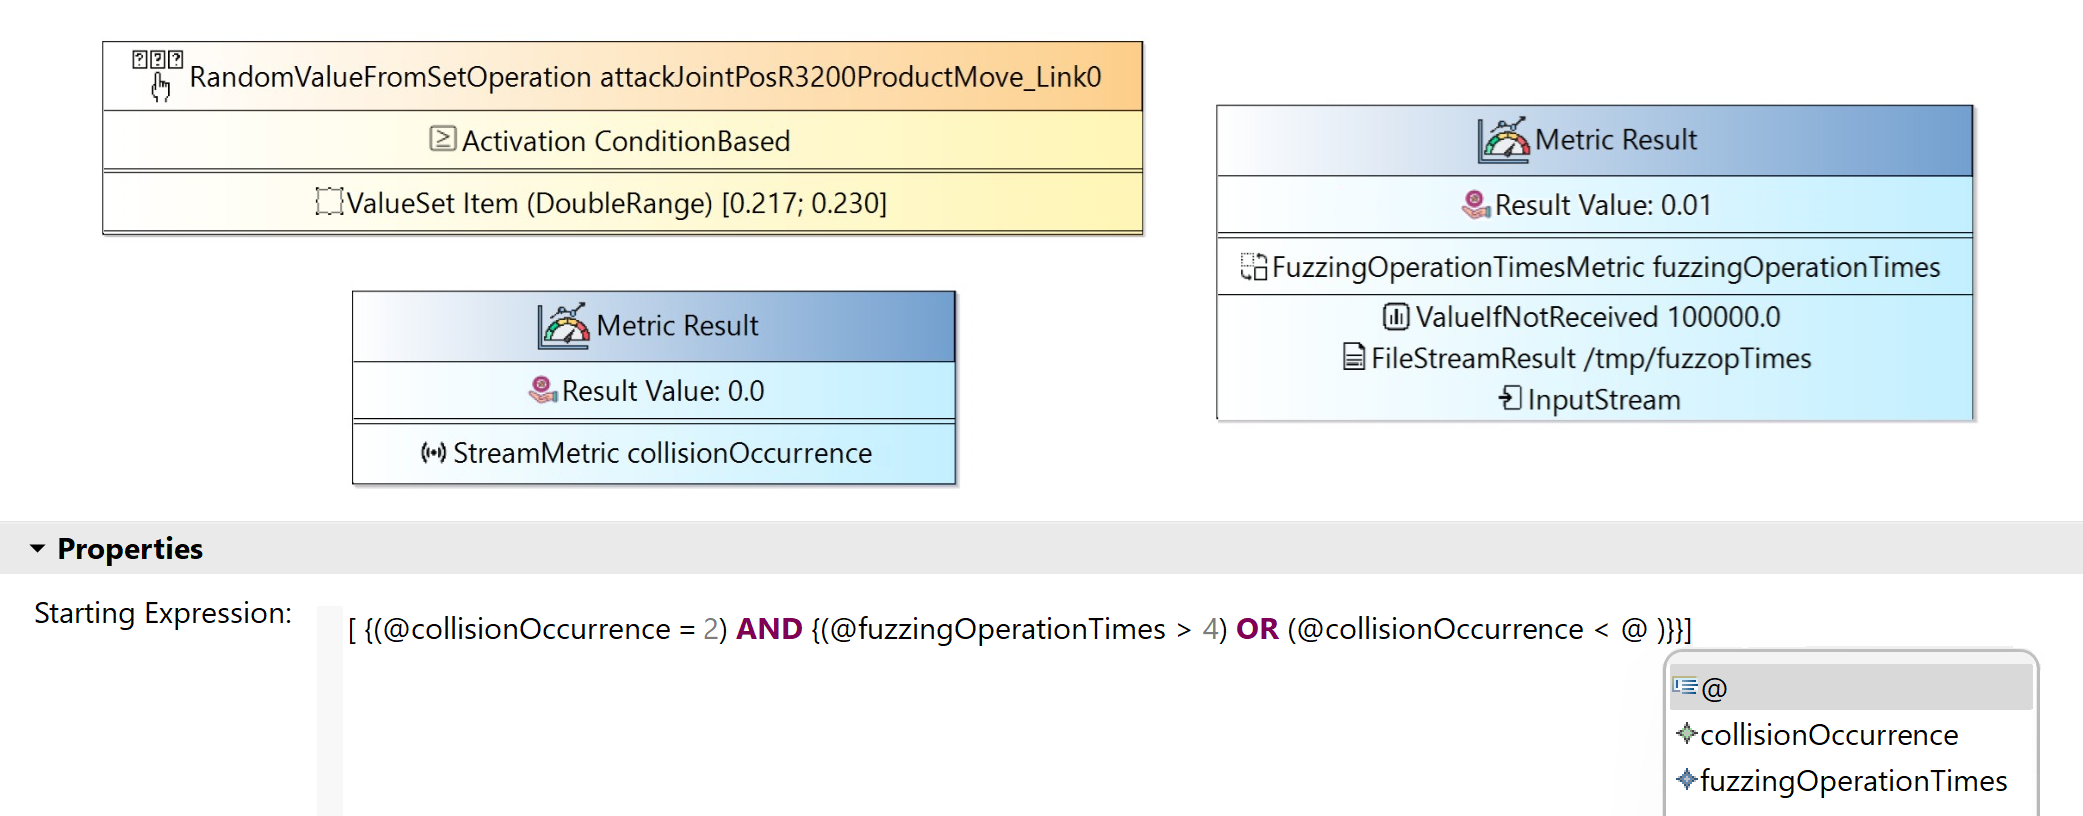 RandomValueFromSetOperation attackJointPosR3200ProductMove_Link0
Activation ConditionBased
ValueSet Item (DoubleRange) [0.217; 0.230]
Metric Result
Result Value: 0.01
FuzzingOperationTimesMetric fuzzingOperationTimes
ValueIfNotReceived 100000.0
FileStreamResult /tmp/fuzzopTimes
InputStream
Metric Result
Result Value: 0.0
StreamMetric collisionOccurrence
Properties
Starting Expression:
[ {(@collisionOccurrence = 2) AND {(@fuzzingOperationTimes > 4) OR (@collisionOccurrence < @ )}}]
@
collisionOccurrence
fuzzingOperationTimes